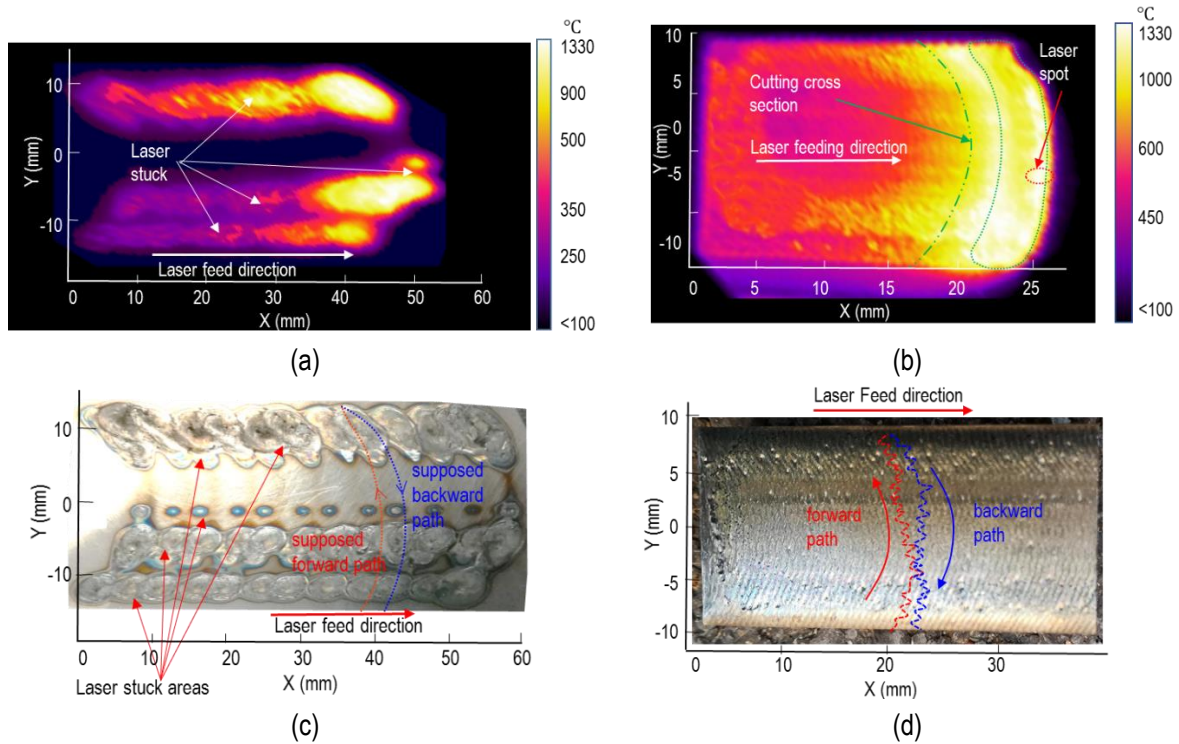 °C
1330
900
500
350
250
<100
10
0
-10
Y (mm)
Laser
stuck
Laser feed direction
0
10
20
30
40
50
60
X (mm)
(a)
°C
1330
1000
600
450
<100
10
5
0
-5
-10
Y (mm)
Laser
spot
Cutting cross
section
Laser feeding direction
0
5
10
15
20
25
X (mm)
(b)
10
0
-10
Y (mm)
supposed
backward
path
supposed
forward path
Laser feed direction
0
10
20
30
40
50
60
Laser stuck areas
X (mm)
(c)
Laser Feed direction
10
5
0
-5
-10
Y (mm)
forward
path
backward
path
0
10
20
30
X (mm)
(d)